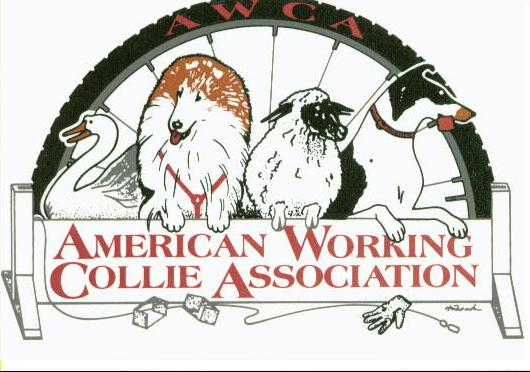 AWCA
AMERICAN WORKING
COLLIE ASSOCIATION